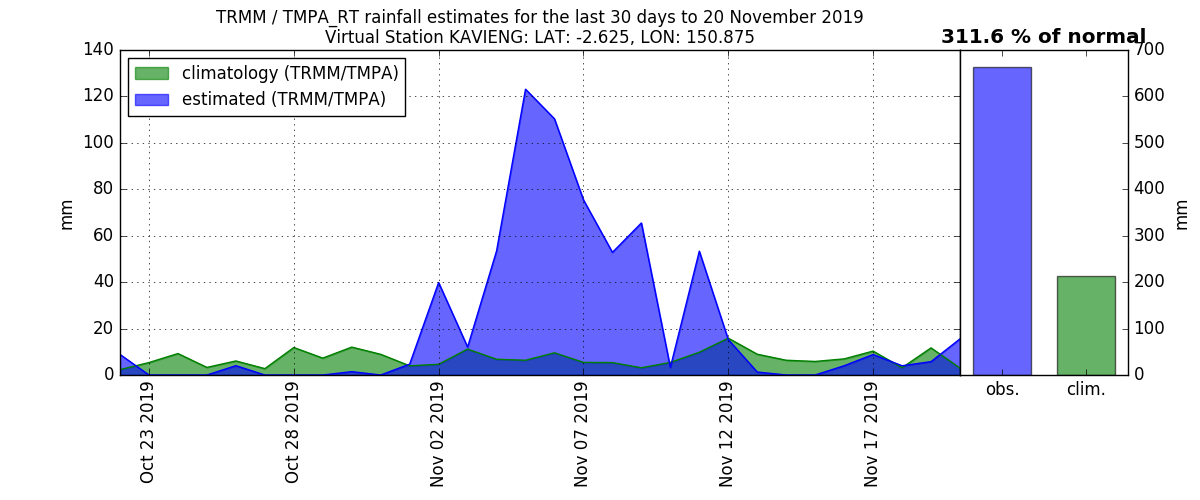 TRMM / TMPA_RT rainfall estimates for the last 30 days to 20 November 2019
Virtual Station KAVIENG: LAT: -2.625, LON: 150.875
311.6 % of normal
climatology (TRMM/TMPA)
estimated (TRMM/TMPA)
mm
140
120
100
80
60
40
20
0
Oct 23 2019
Oct 28 2019
Nov 02 2019
Nov 07 2019
Nov 12 2019
Nov 17 2019
700
600
500
400
300
200
100
0
mm
obs.
clim.